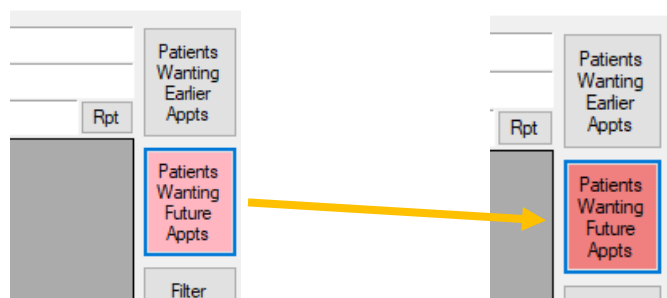 Patients
Wanting
Earlier
Appts
Rpt
Patients
Wanting
Future
Appts
Filter
Patients
Wanting
Earlier
Appts
Rpt
Patients
Wanting
Future
Appts